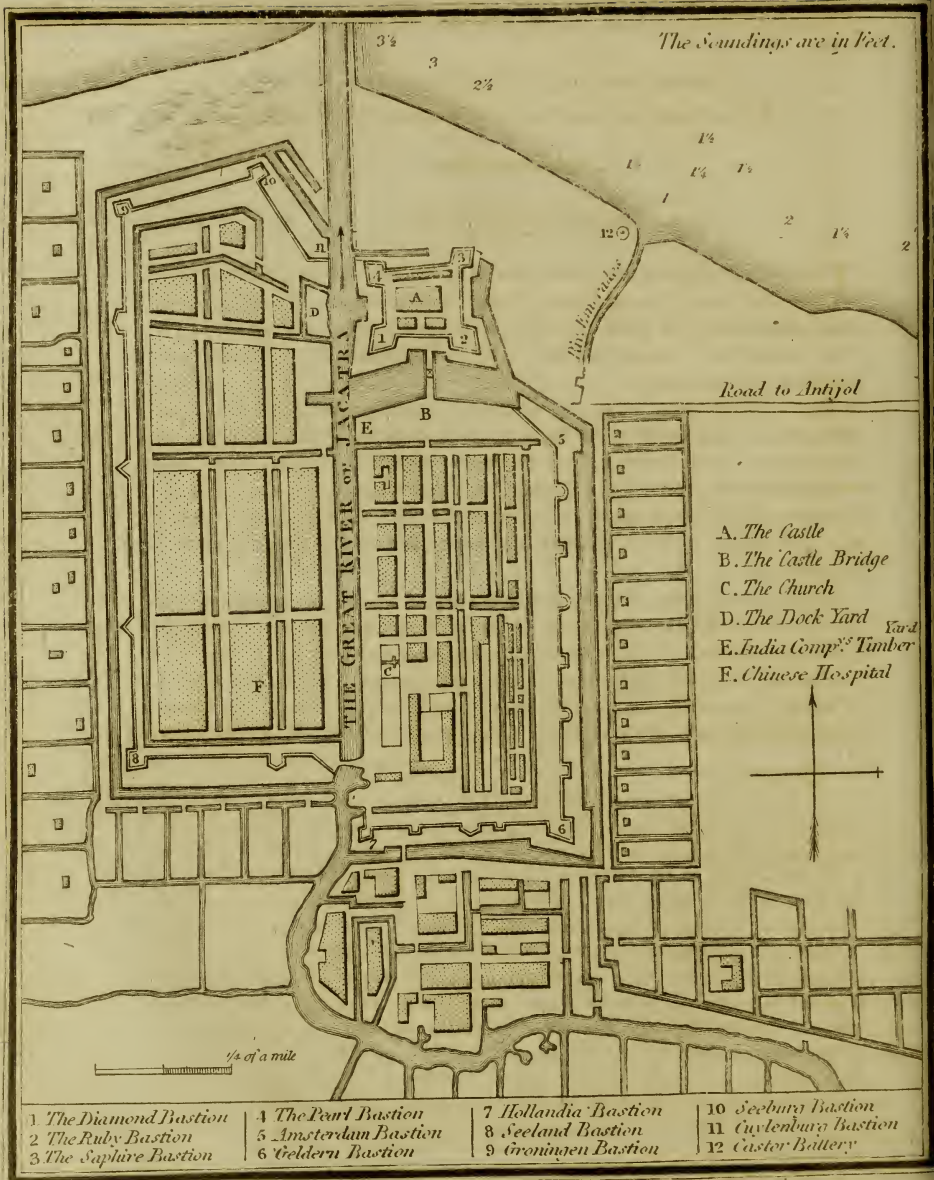 The Soundings are in Feet.
3½
3
2½
1½
1¼
1½
1
2
1½
2
12
Road to Antijol
THE GREAT RIVER OF JACATRA
10
9
11
D
4
3
A
1
2
B
E
5
F
C
8
7
6
A. The Castle
B. The Castle Bridge
C. The Church
D. The Dock Yard
E. India Comp.ys Timber Yard
F. Chinese Hospital
¼ of a mile
1 The Diamond Bastion
2 The Ruby Bastion
3 The Saphire Bastion
4 The Pearl Bastion
5 Amsterdam Bastion
6 Geldern Bastion
7 Hollandia Bastion
8 Seeland Bastion
9 Groningen Bastion
10 Seeburg Bastion
11 Cuylenburg Bastion
12 Castor Battery